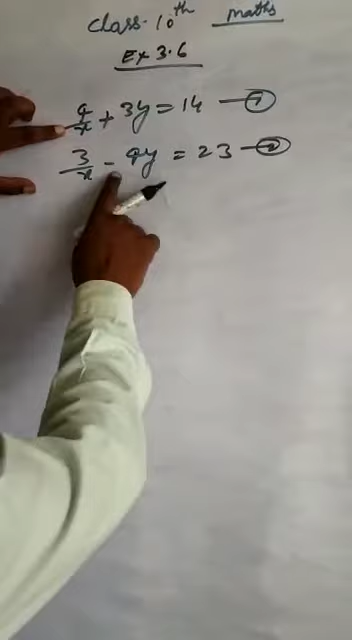 class-10th maths
Ex 3.6
4/x + 3y = 14 — ①
3/x - 4y = 23 — ②